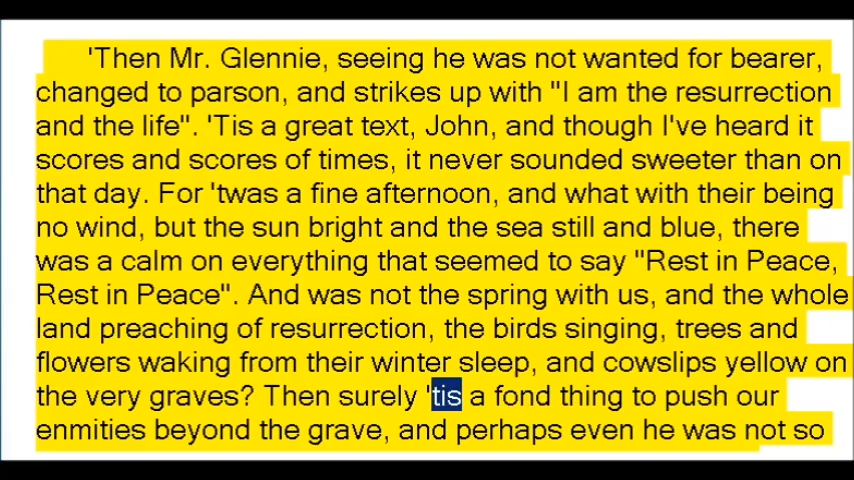 'Then Mr. Glennie, seeing he was not wanted for bearer,
changed to parson, and strikes up with "I am the resurrection
and the life". 'Tis a great text, John, and though I've heard it
scores and scores of times, it never sounded sweeter than on
that day. For 'twas a fine afternoon, and what with their being
no wind, but the sun bright and the sea still and blue, there
was a calm on everything that seemed to say "Rest in Peace,
Rest in Peace". And was not the spring with us, and the whole
land preaching of resurrection, the birds singing, trees and
flowers waking from their winter sleep, and cowslips yellow on
the very graves? Then surely 'tis a fond thing to push our
enmities beyond the grave, and perhaps even he was not so